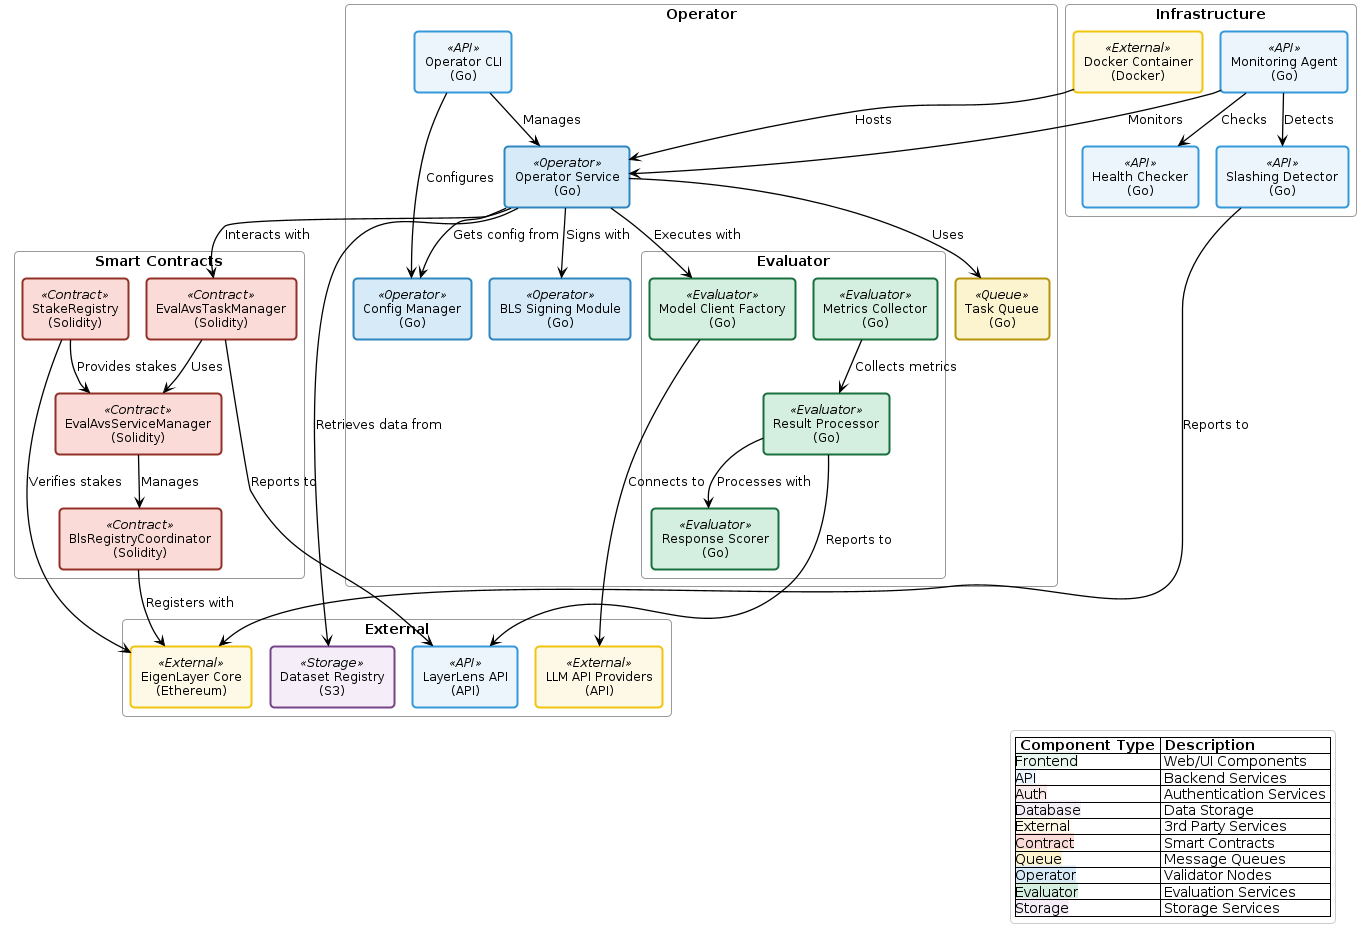 Operator
Infrastructure
«API»
Operator CLI
(Go)
«External»
Docker Container
(Docker)
«API»
Monitoring Agent
(Go)
Manages
Hosts
Monitors
Checks
Detects
«Operator»
Operator Service
(Go)
«API»
Health Checker
(Go)
«API»
Slashing Detector
(Go)
Configures
Interacts with
Gets config from
Signs with
Executes with
Uses
Smart Contracts
Evaluator
«Contract»
StakeRegistry
(Solidity)
«Contract»
EvalAvsTaskManager
(Solidity)
«Operator»
Config Manager
(Go)
«Operator»
BLS Signing Module
(Go)
«Evaluator»
Model Client Factory
(Go)
«Evaluator»
Metrics Collector
(Go)
«Queue»
Task Queue
(Go)
Provides stakes
Uses
Collects metrics
«Contract»
EvalAvsServiceManager
(Solidity)
Retrieves data from
«Evaluator»
Result Processor
(Go)
Reports to
Verifies stakes
Manages
Reports to
Connects to
Processes with
«Contract»
BlsRegistryCoordinator
(Solidity)
«Evaluator»
Response Scorer
(Go)
Reports to
Registers with
External
«External»
EigenLayer Core
(Ethereum)
«Storage»
Dataset Registry
(S3)
«API»
LayerLens API
(API)
«External»
LLM API Providers
(API)
Component Type Description
Frontend Web/UI Components
API Backend Services
Auth Authentication Services
Database Data Storage
External 3rd Party Services
Contract Smart Contracts
Queue Message Queues
Operator Validator Nodes
Evaluator Evaluation Services
Storage Storage Services